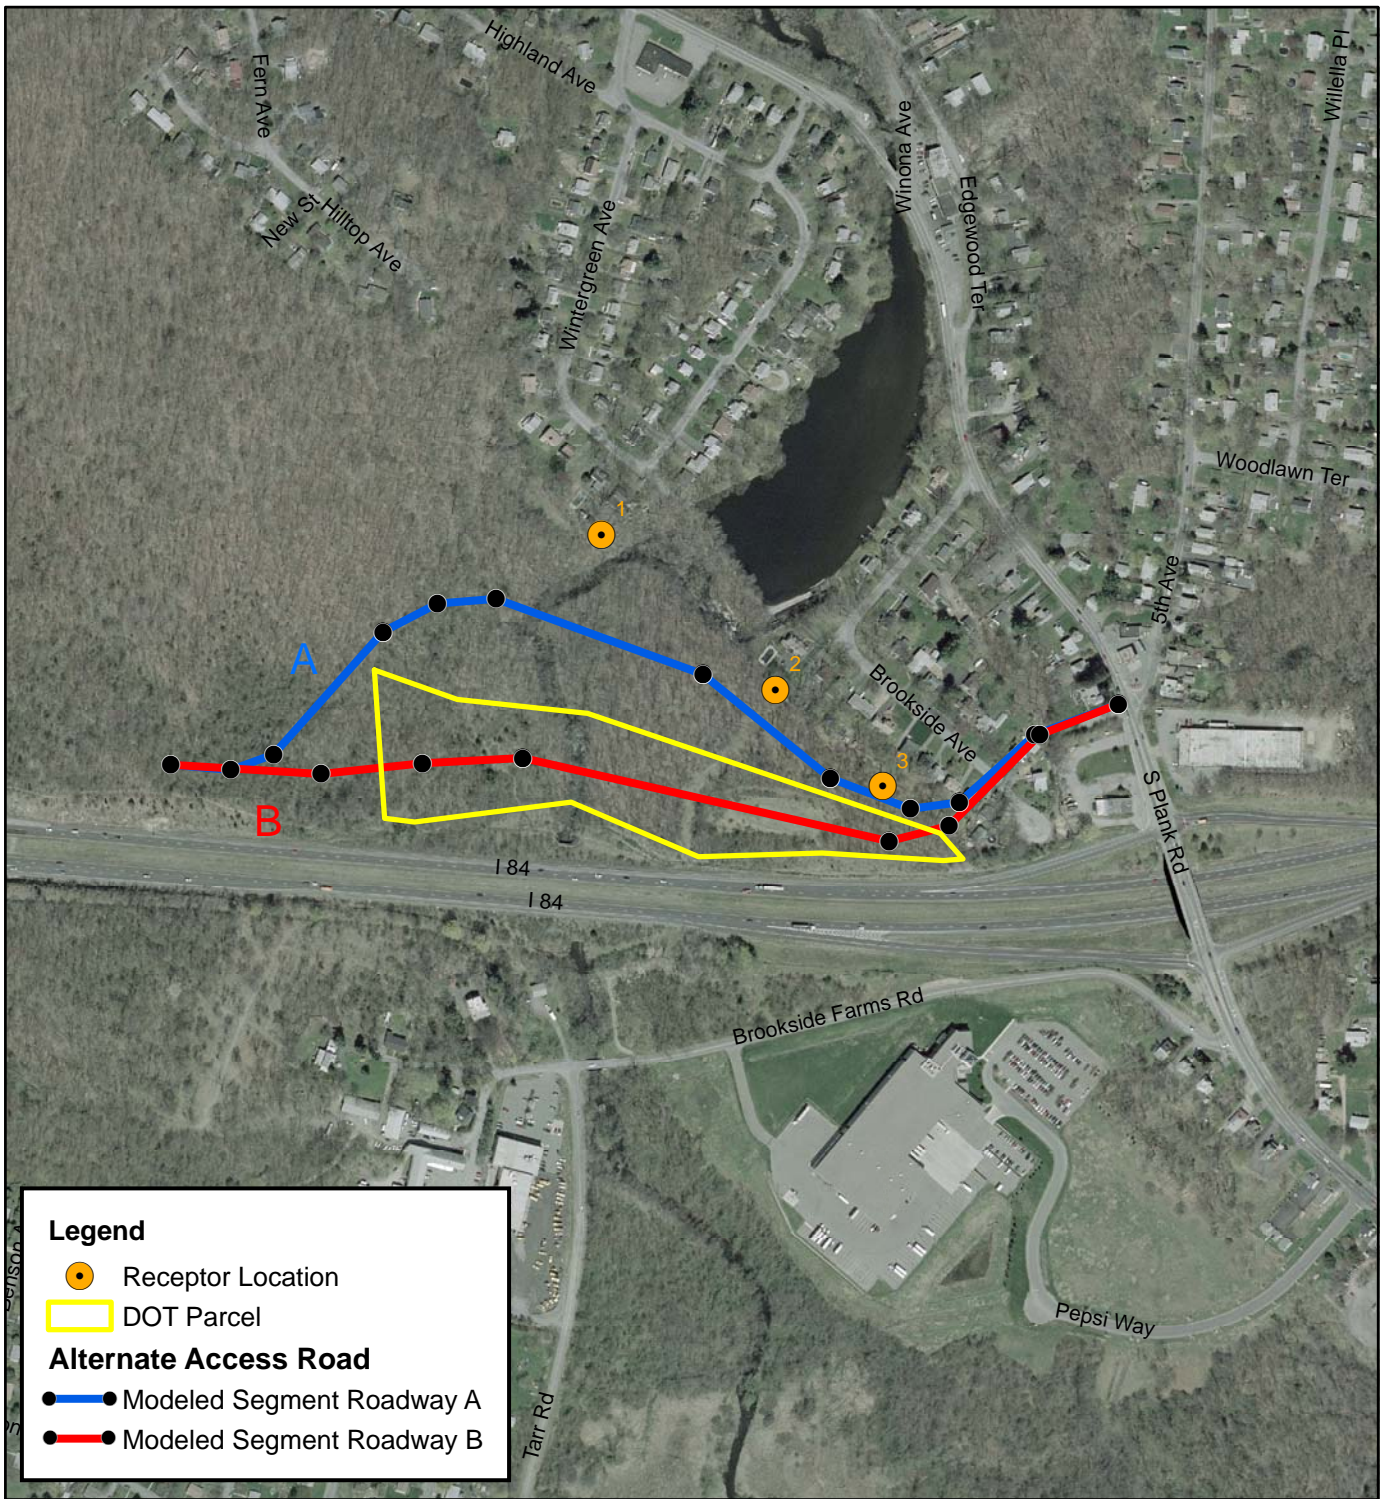 Highland Ave
Fern Ave
Willella Pl
Winona Ave
Edgewood Ter
New St
Hilltop Ave
Wintergreen Ave
Woodlawn Ter
1
5th Ave
A
2
Brookside Ave
3
B
S Plank Rd
I 84
I 84
Brookside Farms Rd
Pepsi Way
Tarr Rd
Legend
Receptor Location
DOT Parcel
Alternate Access Road
Modeled Segment Roadway A
Modeled Segment Roadway B